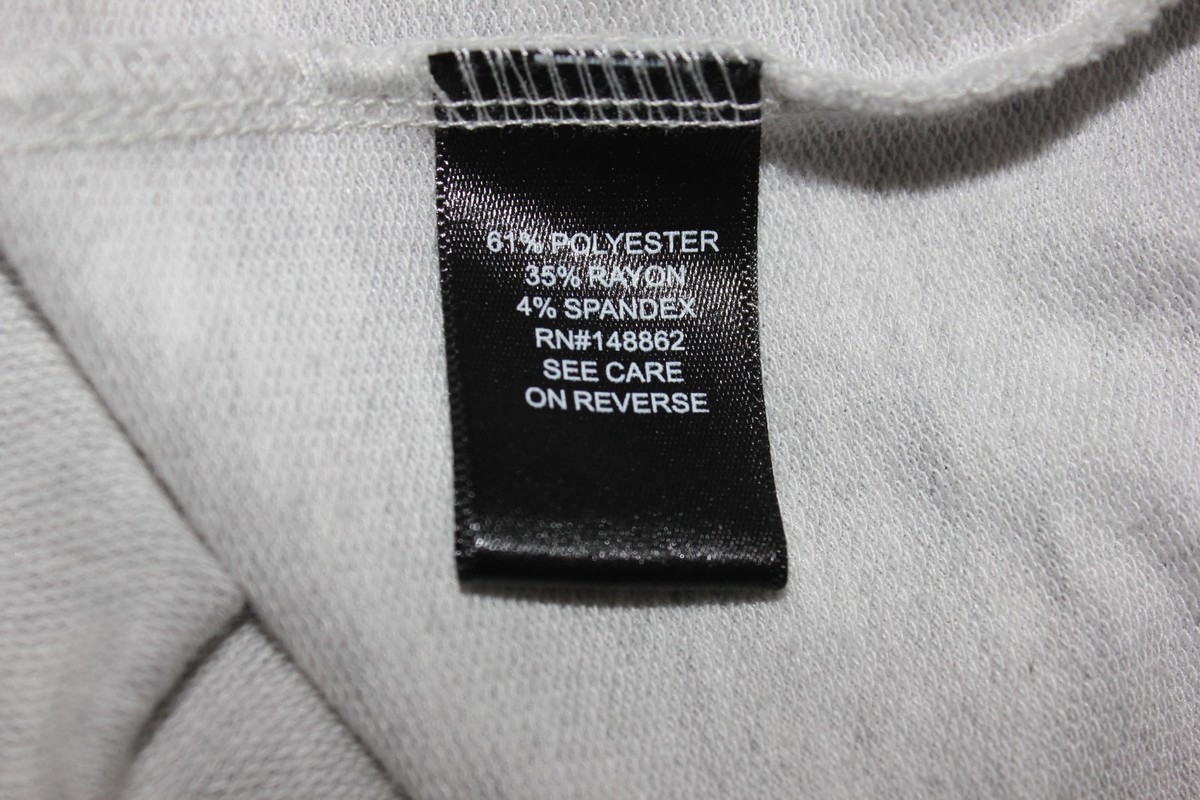 61% POLYESTER
35% RAYON
4% SPANDEX
RN#148862
SEE CARE
ON REVERSE